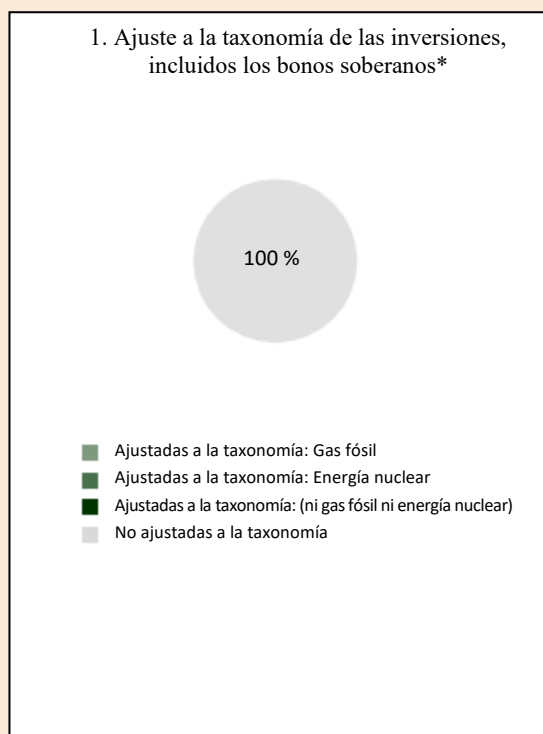 1. Ajuste a la taxonomía de las inversiones,
incluidos los bonos soberanos*
100 %
Ajustadas a la taxonomía: Gas fósil
Ajustadas a la taxonomía: Energía nuclear
Ajustadas a la taxonomía: (ni gas fósil ni energía nuclear)
No ajustadas a la taxonomía